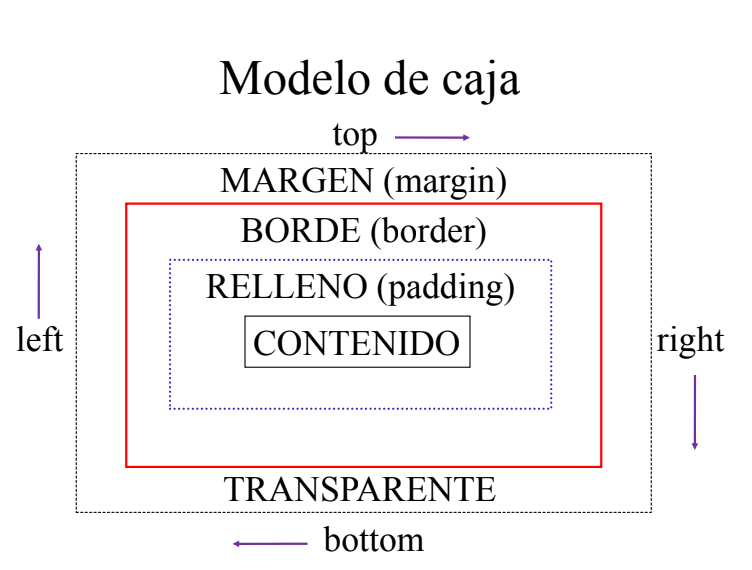 Modelo de caja
top
MARGEN (margin)
BORDE (border)
RELLENO (padding)
left
CONTENIDO
right
TRANSPARENTE
bottom